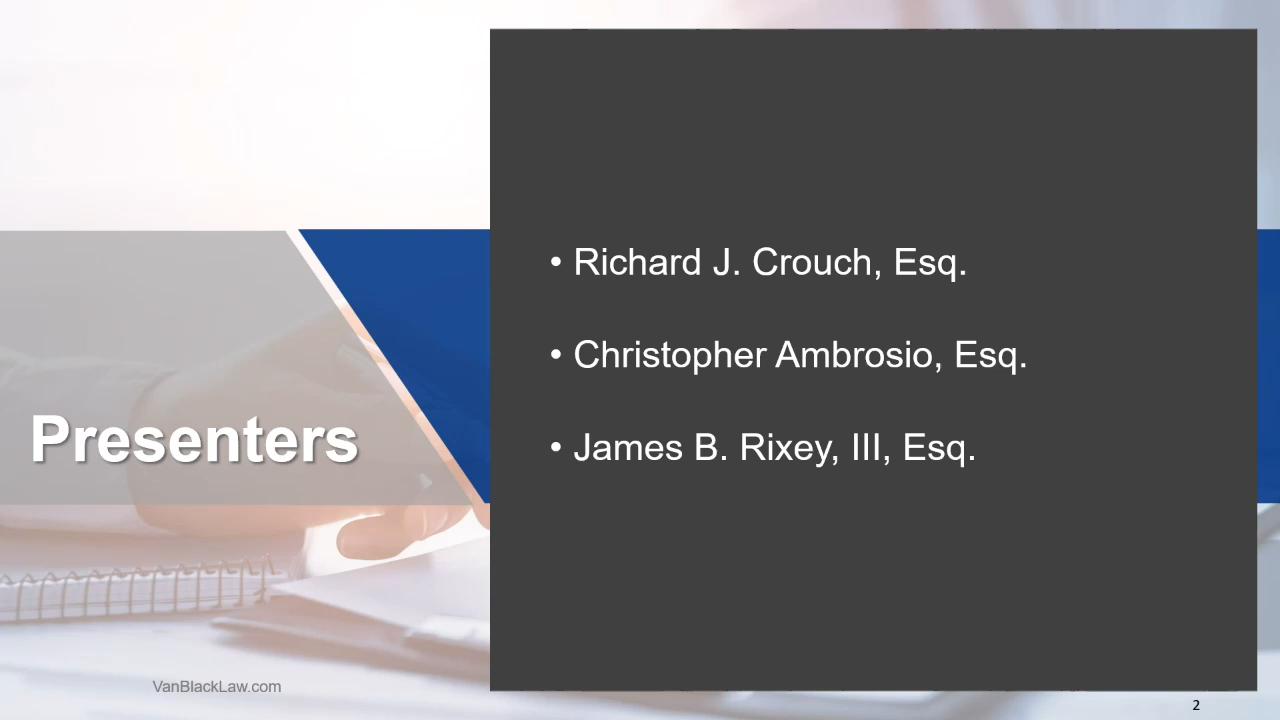 Presenters
• Richard J. Crouch, Esq.
• Christopher Ambrosio, Esq.
• James B. Rixey, III, Esq.
VanBlackLaw.com
2